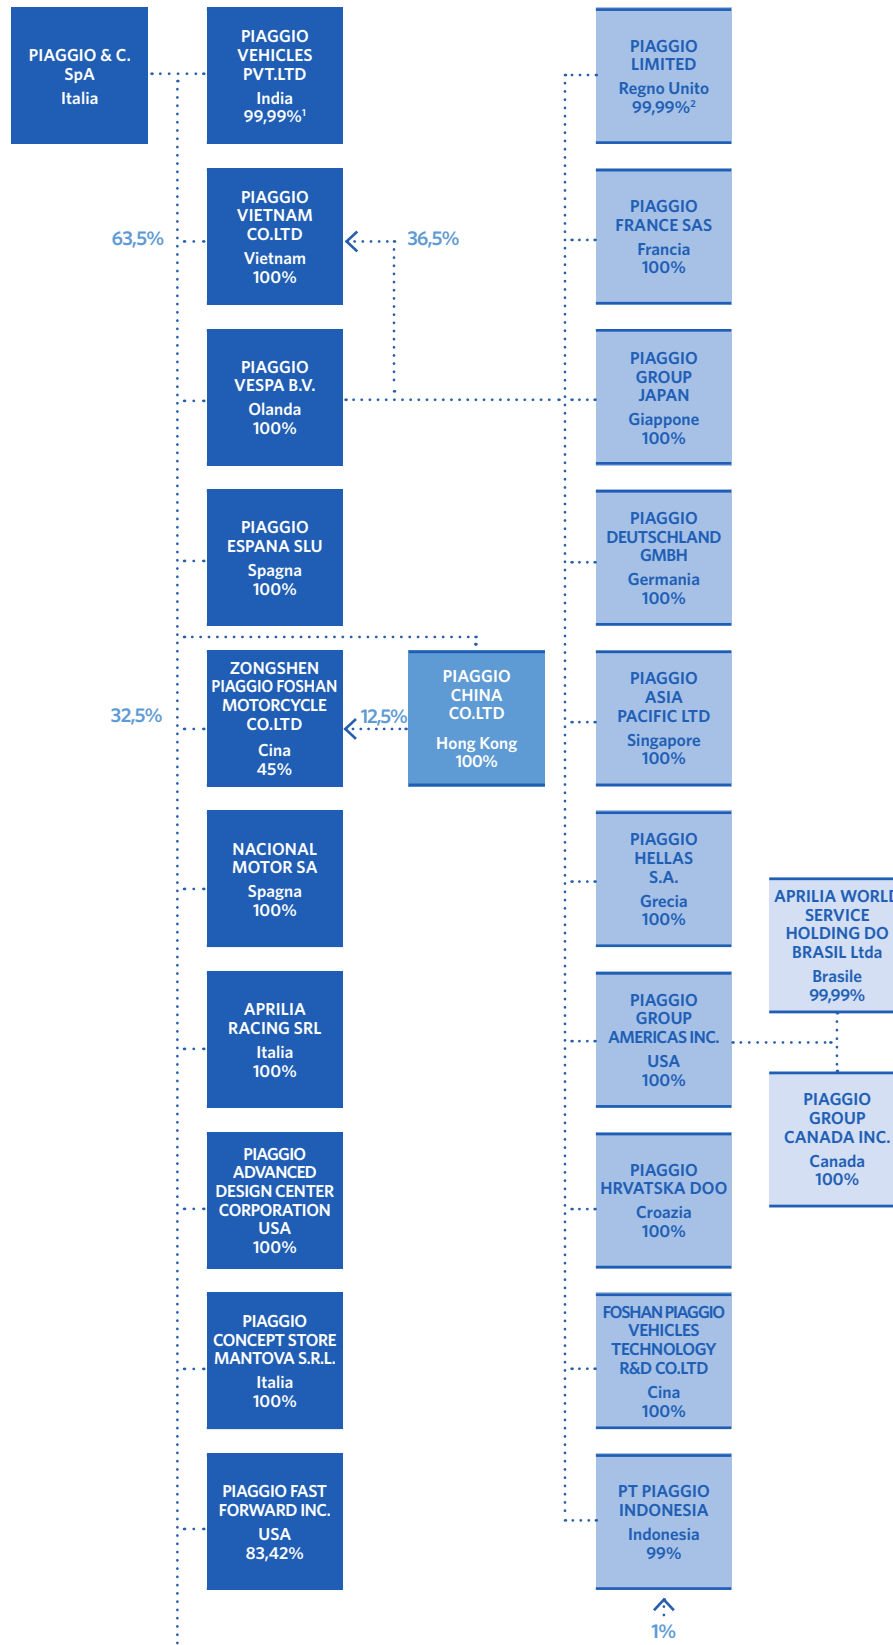 PIAGGIO & C.
SpA
Italia
PIAGGIO
VEHICLES
PVT.LTD
India
99,99%¹
63,5%
PIAGGIO
VIETNAM
CO.LTD
Vietnam
100%
36,5%
PIAGGIO
VESPA B.V.
Olanda
100%
PIAGGIO
ESPANA SLU
Spagna
100%
32,5%
ZONGSHEN
PIAGGIO FOSHAN
MOTORCYCLE
CO.LTD
Cina
45%
12,5%
PIAGGIO
CHINA
CO.LTD
Hong Kong
100%
NACIONAL
MOTOR SA
Spagna
100%
APRILIA
RACING SRL
Italia
100%
PIAGGIO
ADVANCED
DESIGN CENTER
CORPORATION
USA
100%
PIAGGIO
CONCEPT STORE
MANTOVA S.R.L.
Italia
100%
PIAGGIO FAST
FORWARD INC.
USA
83,42%
PIAGGIO
LIMITED
Regno Unito
99,99%²
PIAGGIO
FRANCE SAS
Francia
100%
PIAGGIO
GROUP
JAPAN
Giappone
100%
PIAGGIO
DEUTSCHLAND
GMBH
Germania
100%
PIAGGIO
ASIA
PACIFIC LTD
Singapore
100%
PIAGGIO
HELLAS
S.A.
Grecia
100%
PIAGGIO
GROUP
AMERICAS INC.
USA
100%
PIAGGIO
HRVATSKA DOO
Croazia
100%
FOSHAN PIAGGIO
VEHICLES
TECHNOLOGY
R&D CO.LTD
Cina
100%
PT PIAGGIO
INDONESIA
Indonesia
99%
1%
APRILIA WORLD
SERVICE
HOLDING DO
BRASIL Ltda
Brasile
99,99%
PIAGGIO
GROUP
CANADA INC.
Canada
100%